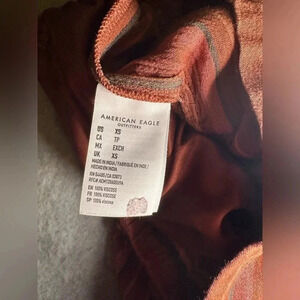 AMERICAN EAGLE
OUTFITTERS
US XS
CA TP
MX EXCH
UK XS
MADE IN INDIA / FABRIQUÉ EN INDE /
HECHO EN INDIA
EN 100% VISCOSE
FR 100% VISCOSE
SP 100% viscosa